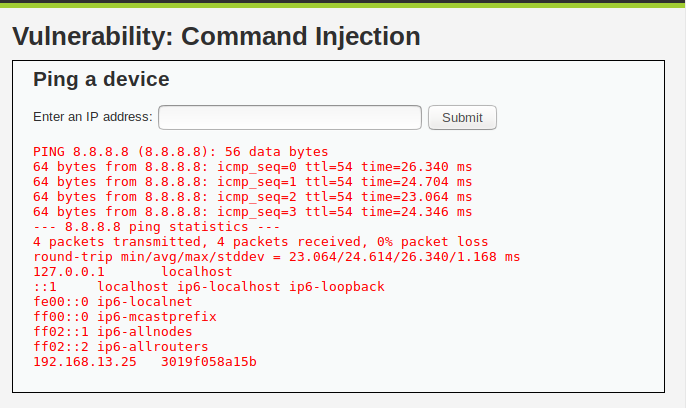 Vulnerability: Command Injection
Ping a device
Enter an IP address: Submit
PING 8.8.8.8 (8.8.8.8): 56 data bytes
64 bytes from 8.8.8.8: icmp_seq=0 ttl=54 time=26.340 ms
64 bytes from 8.8.8.8: icmp_seq=1 ttl=54 time=24.704 ms
64 bytes from 8.8.8.8: icmp_seq=2 ttl=54 time=23.064 ms
64 bytes from 8.8.8.8: icmp_seq=3 ttl=54 time=24.346 ms
--- 8.8.8.8 ping statistics ---
4 packets transmitted, 4 packets received, 0% packet loss
round-trip min/avg/max/stddev = 23.064/24.614/26.340/1.168 ms
127.0.0.1       localhost
::1     localhost ip6-localhost ip6-loopback
fe00::0 ip6-localnet
ff00::0 ip6-mcastprefix
ff02::1 ip6-allnodes
ff02::2 ip6-allrouters
192.168.13.25   3019f058a15b